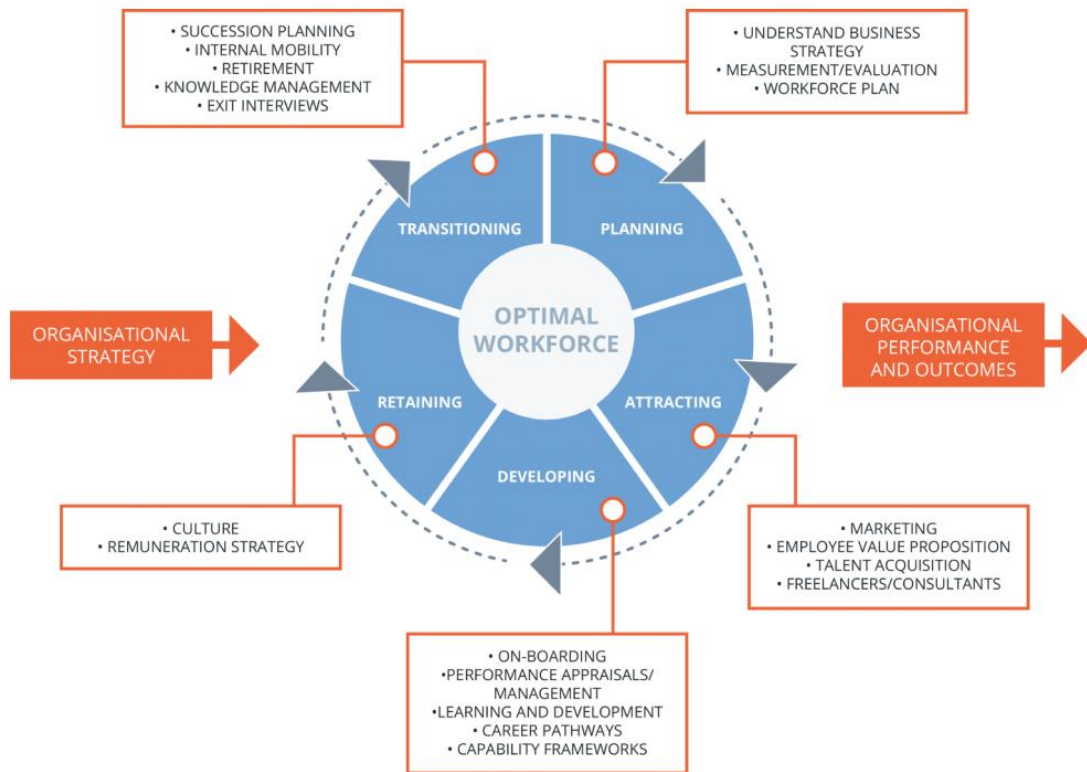 • SUCCESSION PLANNING
• INTERNAL MOBILITY
• RETIREMENT
• KNOWLEDGE MANAGEMENT
• EXIT INTERVIEWS
• UNDERSTAND BUSINESS
STRATEGY
• MEASUREMENT/EVALUATION
• WORKFORCE PLAN
TRANSITIONING
PLANNING
ORGANISATIONAL
STRATEGY
OPTIMAL
WORKFORCE
ORGANISATIONAL
PERFORMANCE
AND OUTCOMES
RETAINING
ATTRACTING
DEVELOPING
• CULTURE
• REMUNERATION STRATEGY
• MARKETING
• EMPLOYEE VALUE PROPOSITION
• TALENT ACQUISITION
• FREELANCERS/CONSULTANTS
• ON-BOARDING
•PERFORMANCE APPRAISALS/
MANAGEMENT
•LEARNING AND DEVELOPMENT
• CAREER PATHWAYS
• CAPABILITY FRAMEWORKS